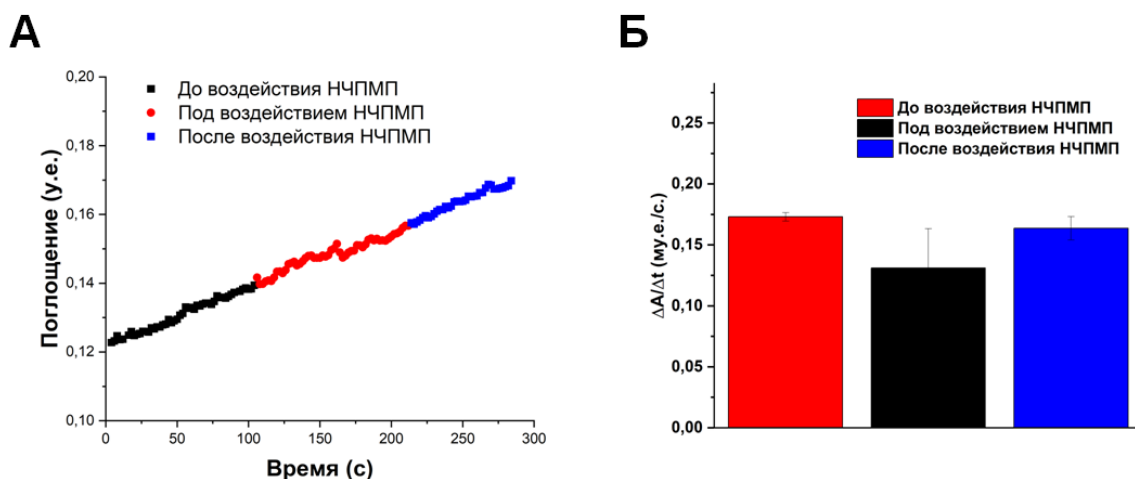 А
До воздействия НЧПМП
Под воздействием НЧПМП
После воздействия НЧПМП
Поглощение (у.е.)
0,20
0,18
0,16
0,14
0,12
0,10
0 50 100 150 200 250 300
Время (с)
Б
До воздействия НЧПМП
Под воздействием НЧПМП
После воздействия НЧПМП
ΔA/Δt (му.е./с.)
0,25
0,20
0,15
0,10
0,05
0,00